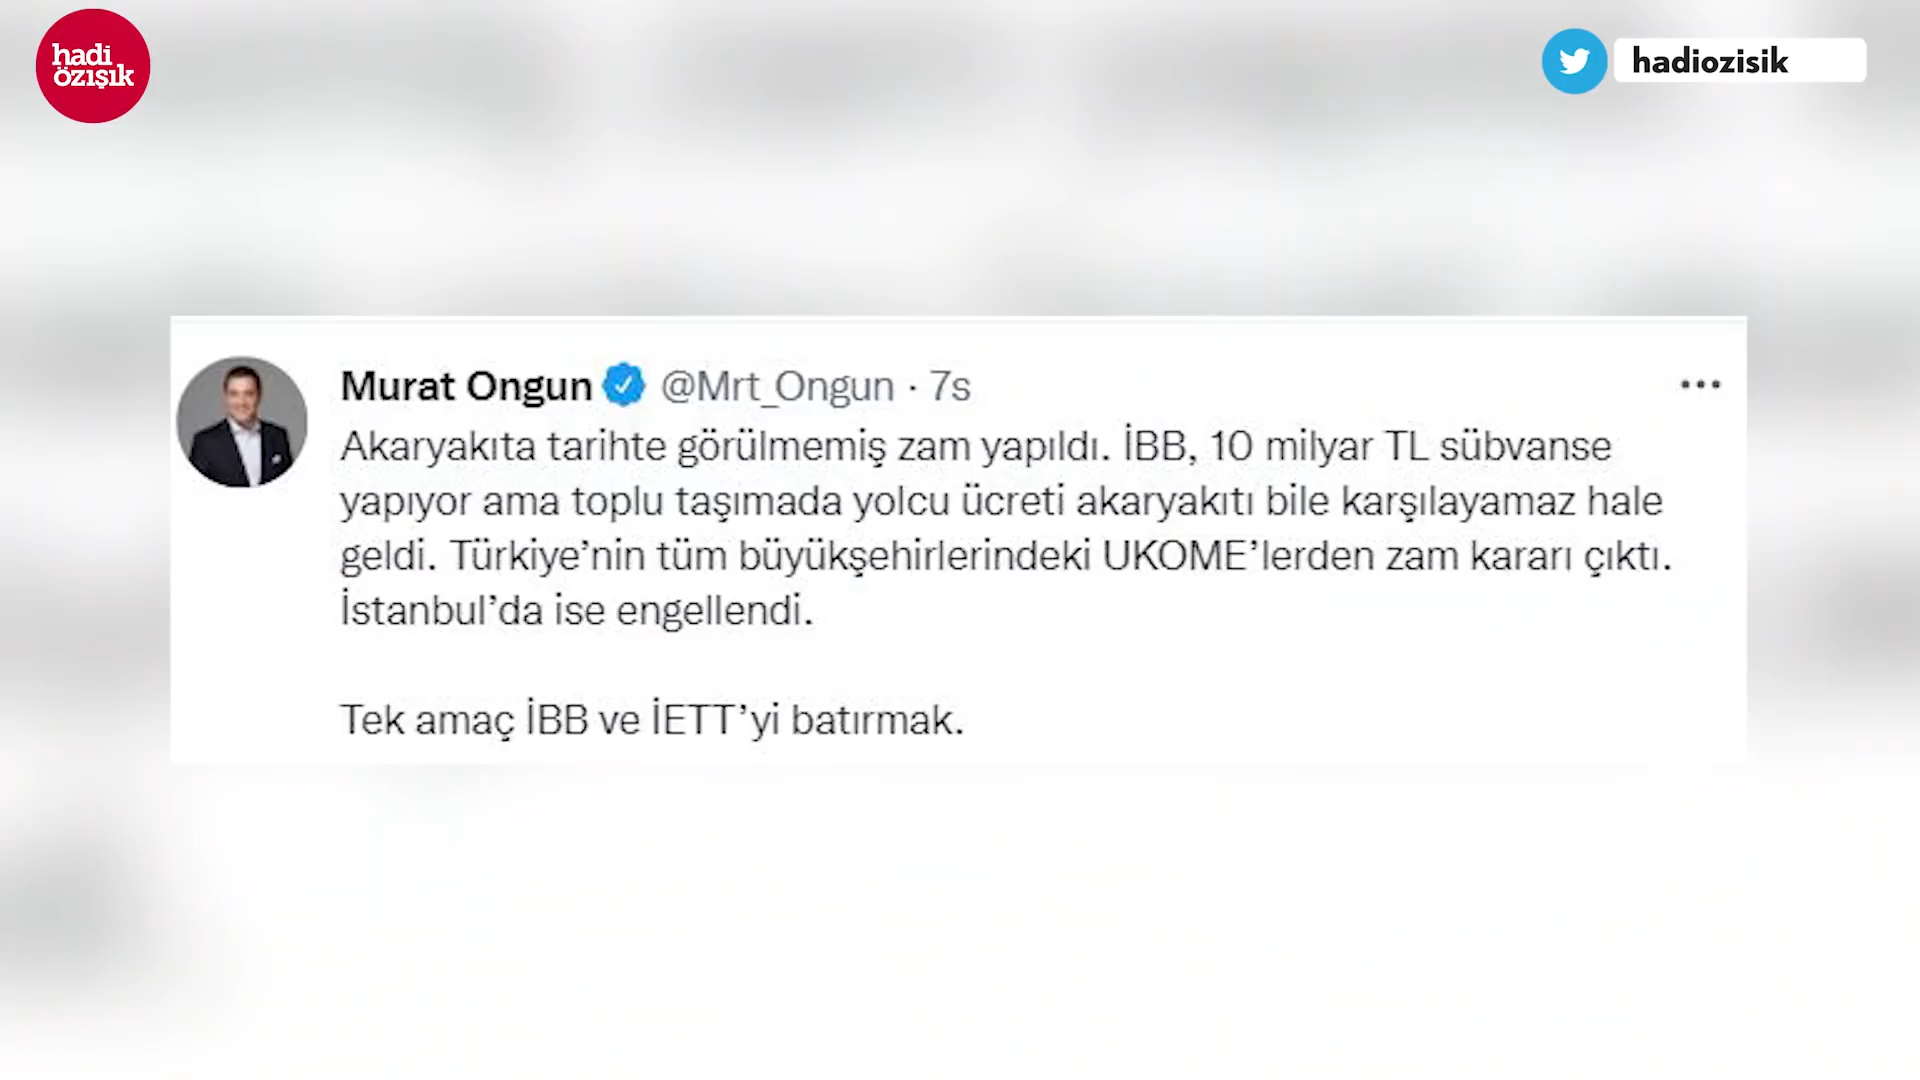 hadi
özışık
hadiozisik
Murat Ongun @Mrt_Ongun · 7s
Akaryakıta tarihte görülmemiş zam yapıldı. İBB, 10 milyar TL sübvanse
yapıyor ama toplu taşımada yolcu ücreti akaryakıtı bile karşılayamaz hale
geldi. Türkiye’nin tüm büyükşehirlerindeki UKOME’lerden zam kararı çıktı.
İstanbul’da ise engellendi.
Tek amaç İBB ve İETT’yi batırmak.